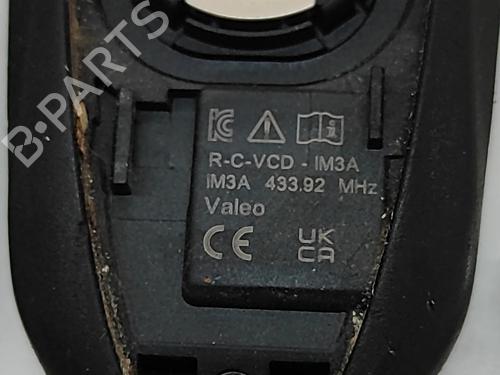 B-PARTS
R-C-VCD - IM3A
IM3A 433.92 MHz
Valeo
CE UK
CA